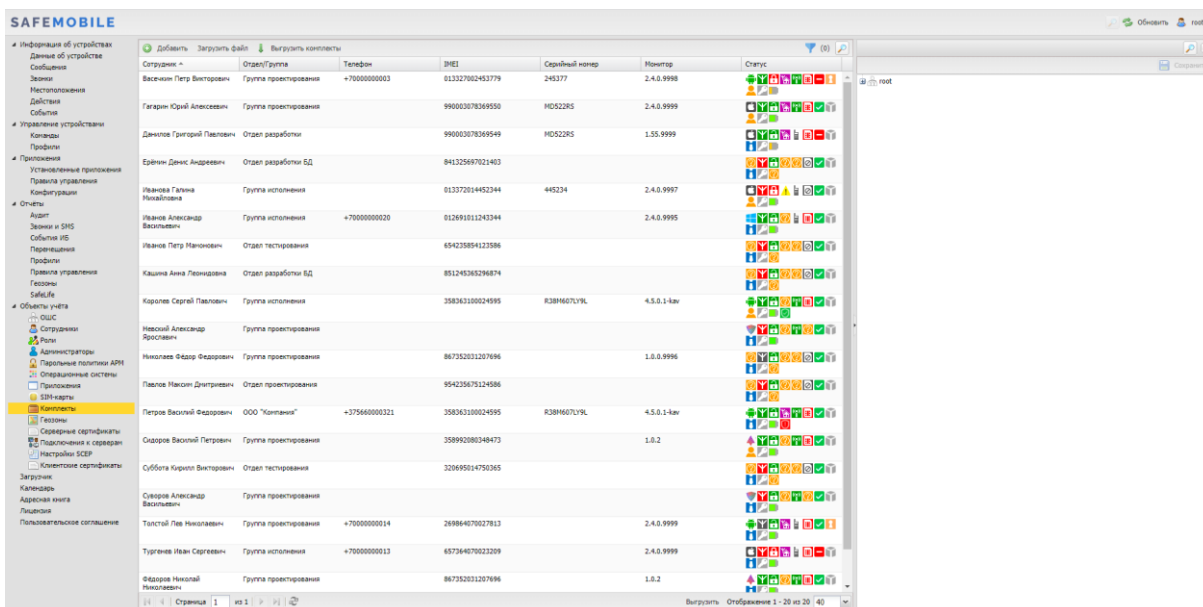 SAFEMOBILE
Обновить root
Информация об устройствах
Данные об устройстве
Сообщения
Звонки
Местоположения
Действия
События
Управление устройствами
Команды
Профили
Приложения
Установленные приложения
Правила управления
Конфигурации
Отчёты
Аудит
Звонки и SMS
События ИБ
Перемещения
Профили
Правила управления
Геозоны
SafeLife
Объекты учёта
ОШС
Сотрудники
Роли
Администраторы
Парольные политики АРМ
Операционные системы
Приложения
SIM-карты
Комплекты
Геозоны
Серверные сертификаты
Подключения к серверам
Настройки SCEP
Клиентские сертификаты
Загрузчик
Календарь
Адресная книга
Лицензия
Пользовательское соглашение
Добавить Загрузить файл Выгрузить комплекты (0)
Сотрудник Отдел/Группа Телефон IMEI Серийный номер Монитор Статус
Васечкин Петр Викторович Группа проектирования +70000000003 013327002453779 245377 2.4.0.9998
Гагарин Юрий Алексеевич Группа проектирования 990003078369550 MD522RS 2.4.0.9999
Данилов Григорий Павлович Отдел разработки 990003078369549 MD522RS 1.55.9999
Ерёмин Денис Андреевич Отдел разработки БД 841325697021403
Иванова Галина Группа исполнения 013372014452344 445234 2.4.0.9997
Михайловна
Иванов Александр Группа исполнения +70000000020 012691011243344 2.4.0.9995
Васильевич
Иванов Петр Мамонович Отдел тестирования 654235854123586
Кашина Анна Леонидовна Отдел разработки БД 851245365296874
Королев Сергей Павлович Группа исполнения 358363100024595 R38M607LY9L 4.5.0.1-kav
Невский Александр Группа проектирования
Ярославич
Николаев Фёдор Федорович Группа проектирования 867352031207696 1.0.0.9996
Павлов Максим Дмитриевич Отдел проектирования 954235675124586
Петров Василий Федорович ООО "Компания" +375660000321 358363100024595 R38M607LY9L 4.5.0.1-kav
Сидоров Василий Петрович Группа проектирования 358992080348473 1.0.2
Суббота Кирилл Викторович Отдел тестирования 320695014750365
Суворов Александр Группа проектирования
Васильевич
Толстой Лев Николаевич Группа проектирования +70000000014 269864070027813 2.4.0.9999
Тургенев Иван Сергеевич Группа исполнения +70000000013 657364070023209 2.4.0.9999
Фёдоров Николай Группа проектирования 867352031207696 1.0.2
Николаевич
Страница 1 из 1 Выгрузить Отображение 1 - 20 из 20 40
Сохранить
root